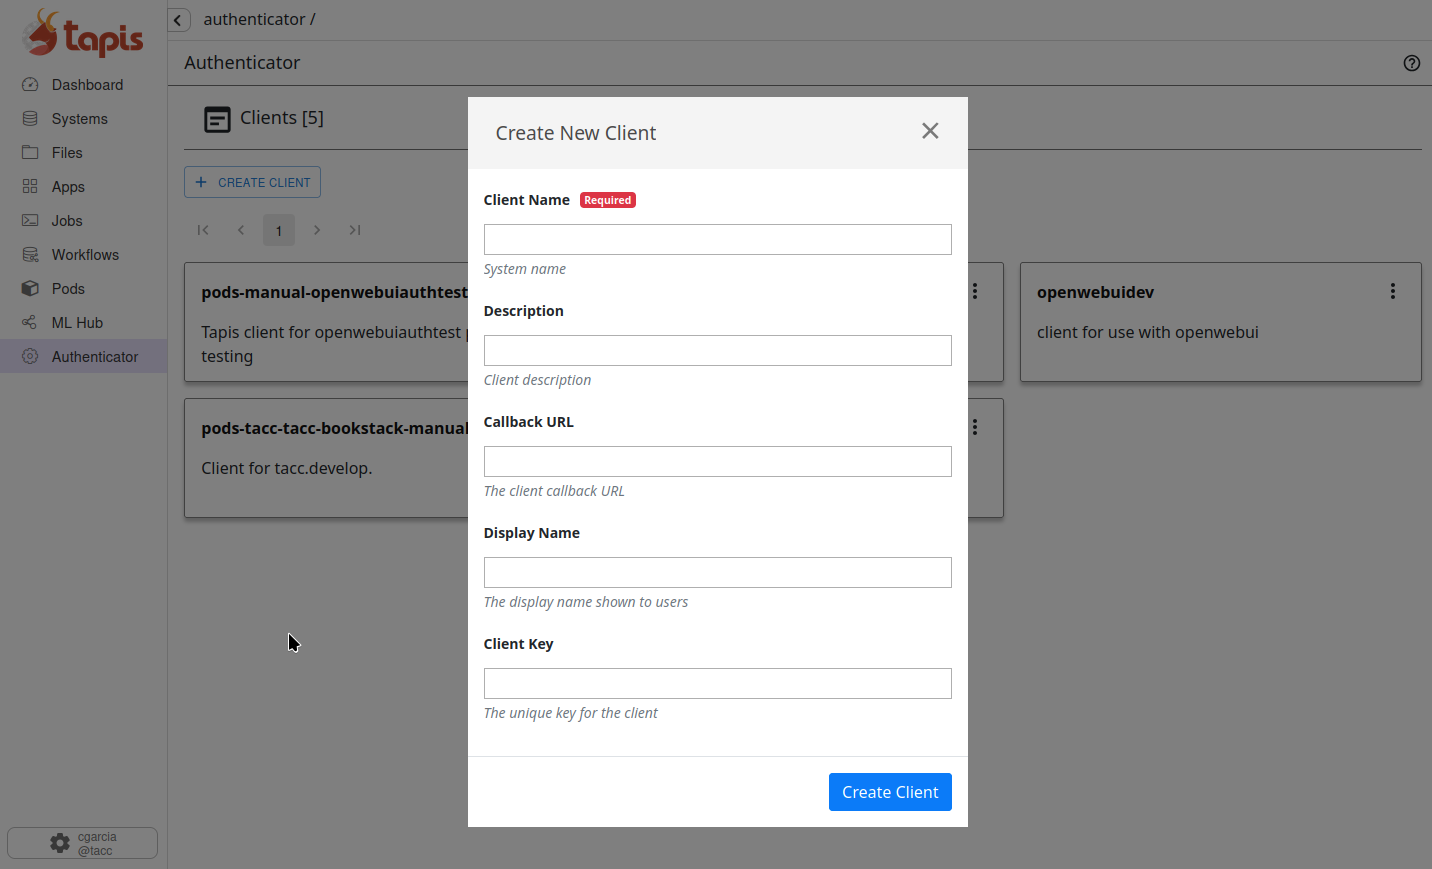 tapis
authenticator /
Authenticator
Dashboard
Systems
Files
Apps
Jobs
Workflows
Pods
ML Hub
Authenticator
cgarcia
@tacc
Clients [5]
CREATE CLIENT
1
pods-manual-openwebuiauthtest
Tapis client for openwebuiauthtest
testing
openwebuidev
client for use with openwebui
pods-tacc-tacc-bookstack-manual
Client for tacc.develop.
Create New Client
Client Name Required
System name
Description
Client description
Callback URL
The client callback URL
Display Name
The display name shown to users
Client Key
The unique key for the client
Create Client